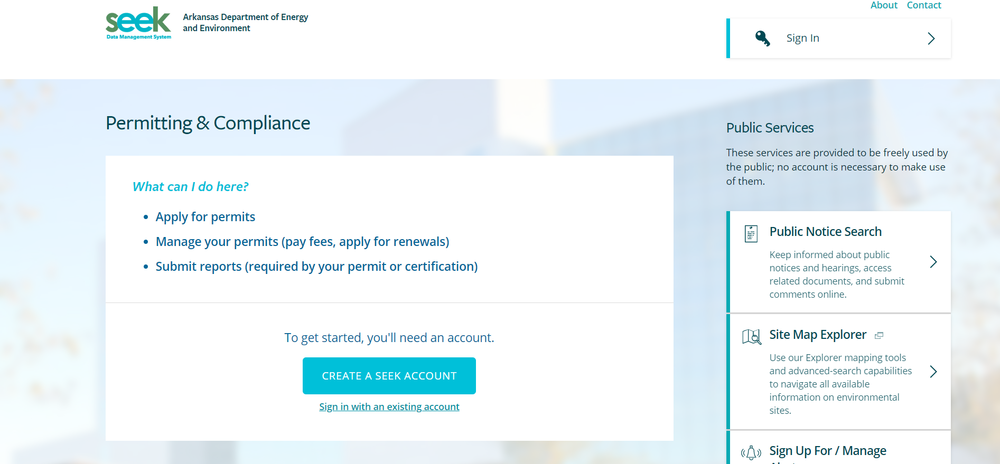 seek
Data Management System
Arkansas Department of Energy
and Environment
About Contact
Sign In
Permitting & Compliance
What can I do here?
• Apply for permits
• Manage your permits (pay fees, apply for renewals)
• Submit reports (required by your permit or certification)
To get started, you'll need an account.
CREATE A SEEK ACCOUNT
Sign in with an existing account
Public Services
These services are provided to be freely used by
the public; no account is necessary to make use
of them.
Public Notice Search
Keep informed about public
notices and hearings, access
related documents, and submit
comments online.
Site Map Explorer
Use our Explorer mapping tools
and advanced-search capabilities
to navigate all available
information on environmental
sites.
Sign Up For / Manage